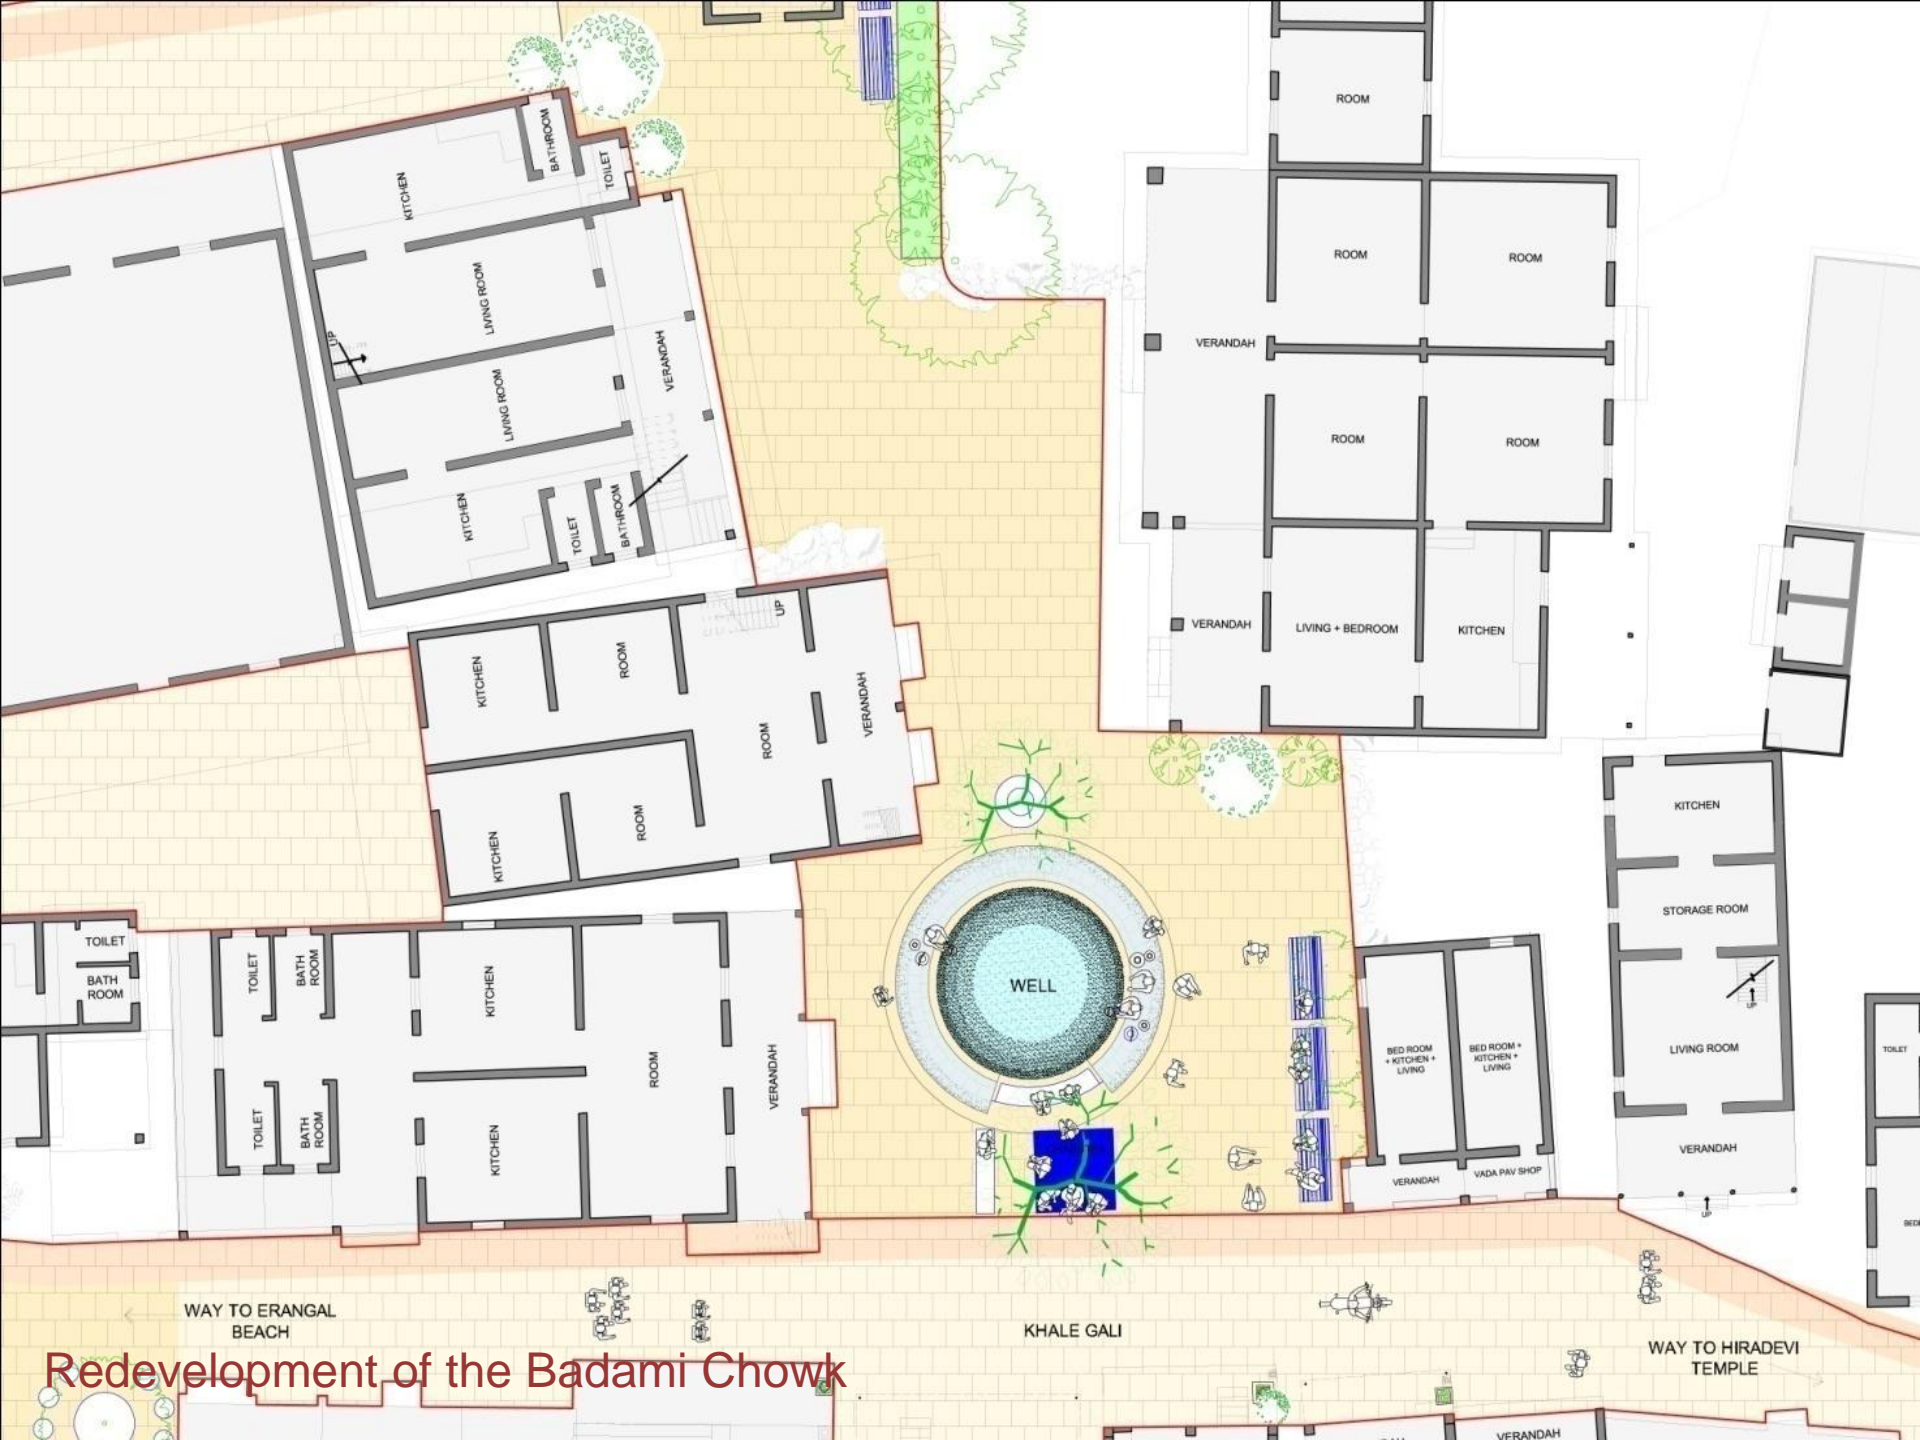 ROOM
BATHROOM
TOILET
KITCHEN
ROOM
ROOM
LIVING ROOM
UP
VERANDAH
VERANDAH
LIVING ROOM
ROOM
ROOM
KITCHEN
TOILET
BATHROOM
UP
VERANDAH
LIVING + BEDROOM
KITCHEN
KITCHEN
ROOM
VERANDAH
ROOM
KITCHEN
ROOM
KITCHEN
STORAGE ROOM
TOILET
BATH
ROOM
TOILET
BATH
ROOM
KITCHEN
WELL
UP
LIVING ROOM
BED ROOM
+ KITCHEN +
LIVING
BED ROOM +
KITCHEN +
LIVING
TOILET
ROOM
VERANDAH
TOILET
BATH
ROOM
KITCHEN
VERANDAH
VERANDAH
VADA PAV SHOP
UP
WAY TO ERANGAL
BEACH
KHALE GALI
WAY TO HIRADEVI
TEMPLE
Redevelopment of the Badami Chowk
VERANDAH